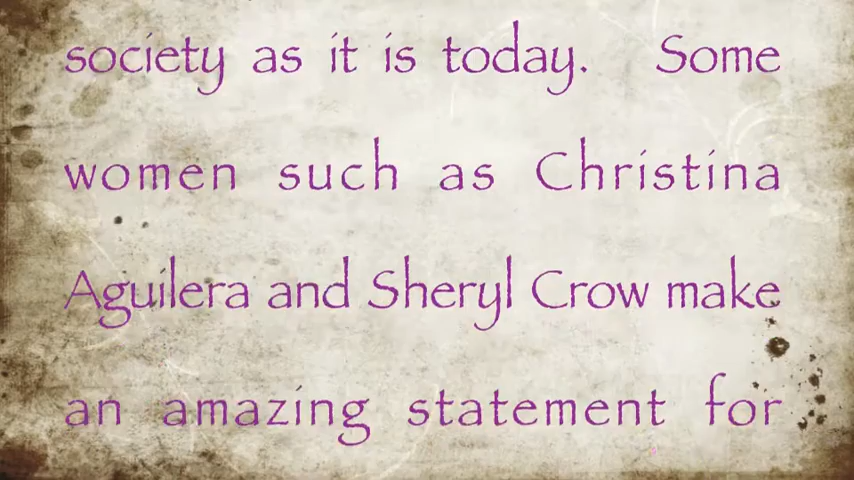 society as it is today. Some
women such as Christina
Aguilera and Sheryl Crow make
an amazing statement for